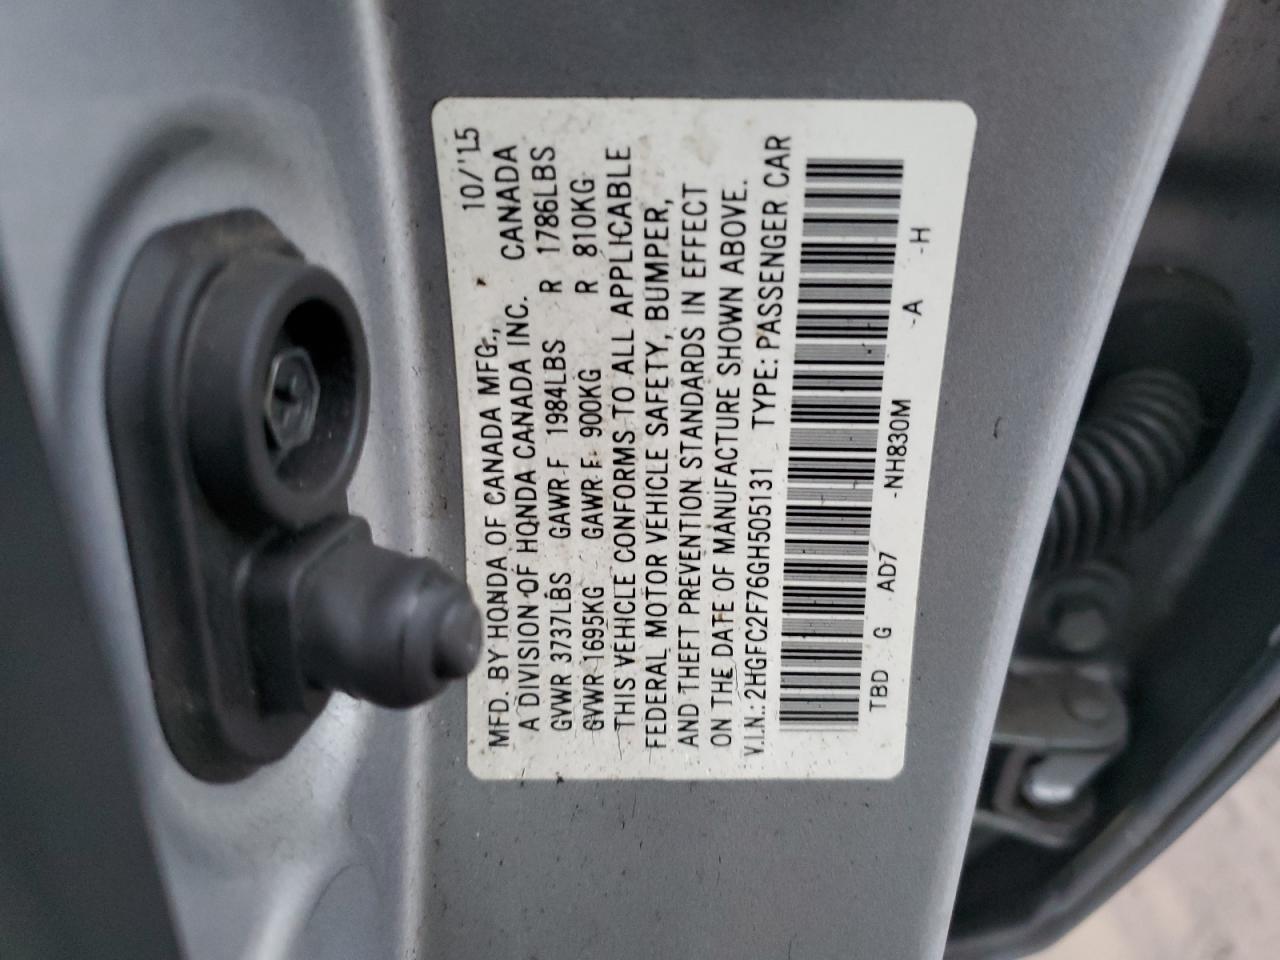 10/'15
MFD. BY HONDA OF CANADA MFG.,
A DIVISION OF HONDA CANADA INC. CANADA
GVWR 3737LBS GAWR F 1984LBS R 1786LBS
GVWR 1695KG GAWR F 900KG R 810KG
THIS VEHICLE CONFORMS TO ALL APPLICABLE
FEDERAL MOTOR VEHICLE SAFETY, BUMPER,
AND THEFT PREVENTION STANDARDS IN EFFECT
ON THE DATE OF MANUFACTURE SHOWN ABOVE.
V.I.N.: 2HGFC2F76GH505131 TYPE: PASSENGER CAR
TBD G AD7 -NH830M -A -H